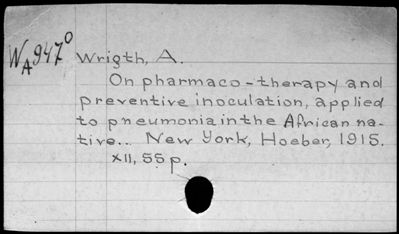 WA947⁰ Wrigth, A.
On pharmaco-therapy and
preventive inoculation, applied
to pneumonia in the African na-
tive... New York, Hoeber, 1915.
XII, 55 p.